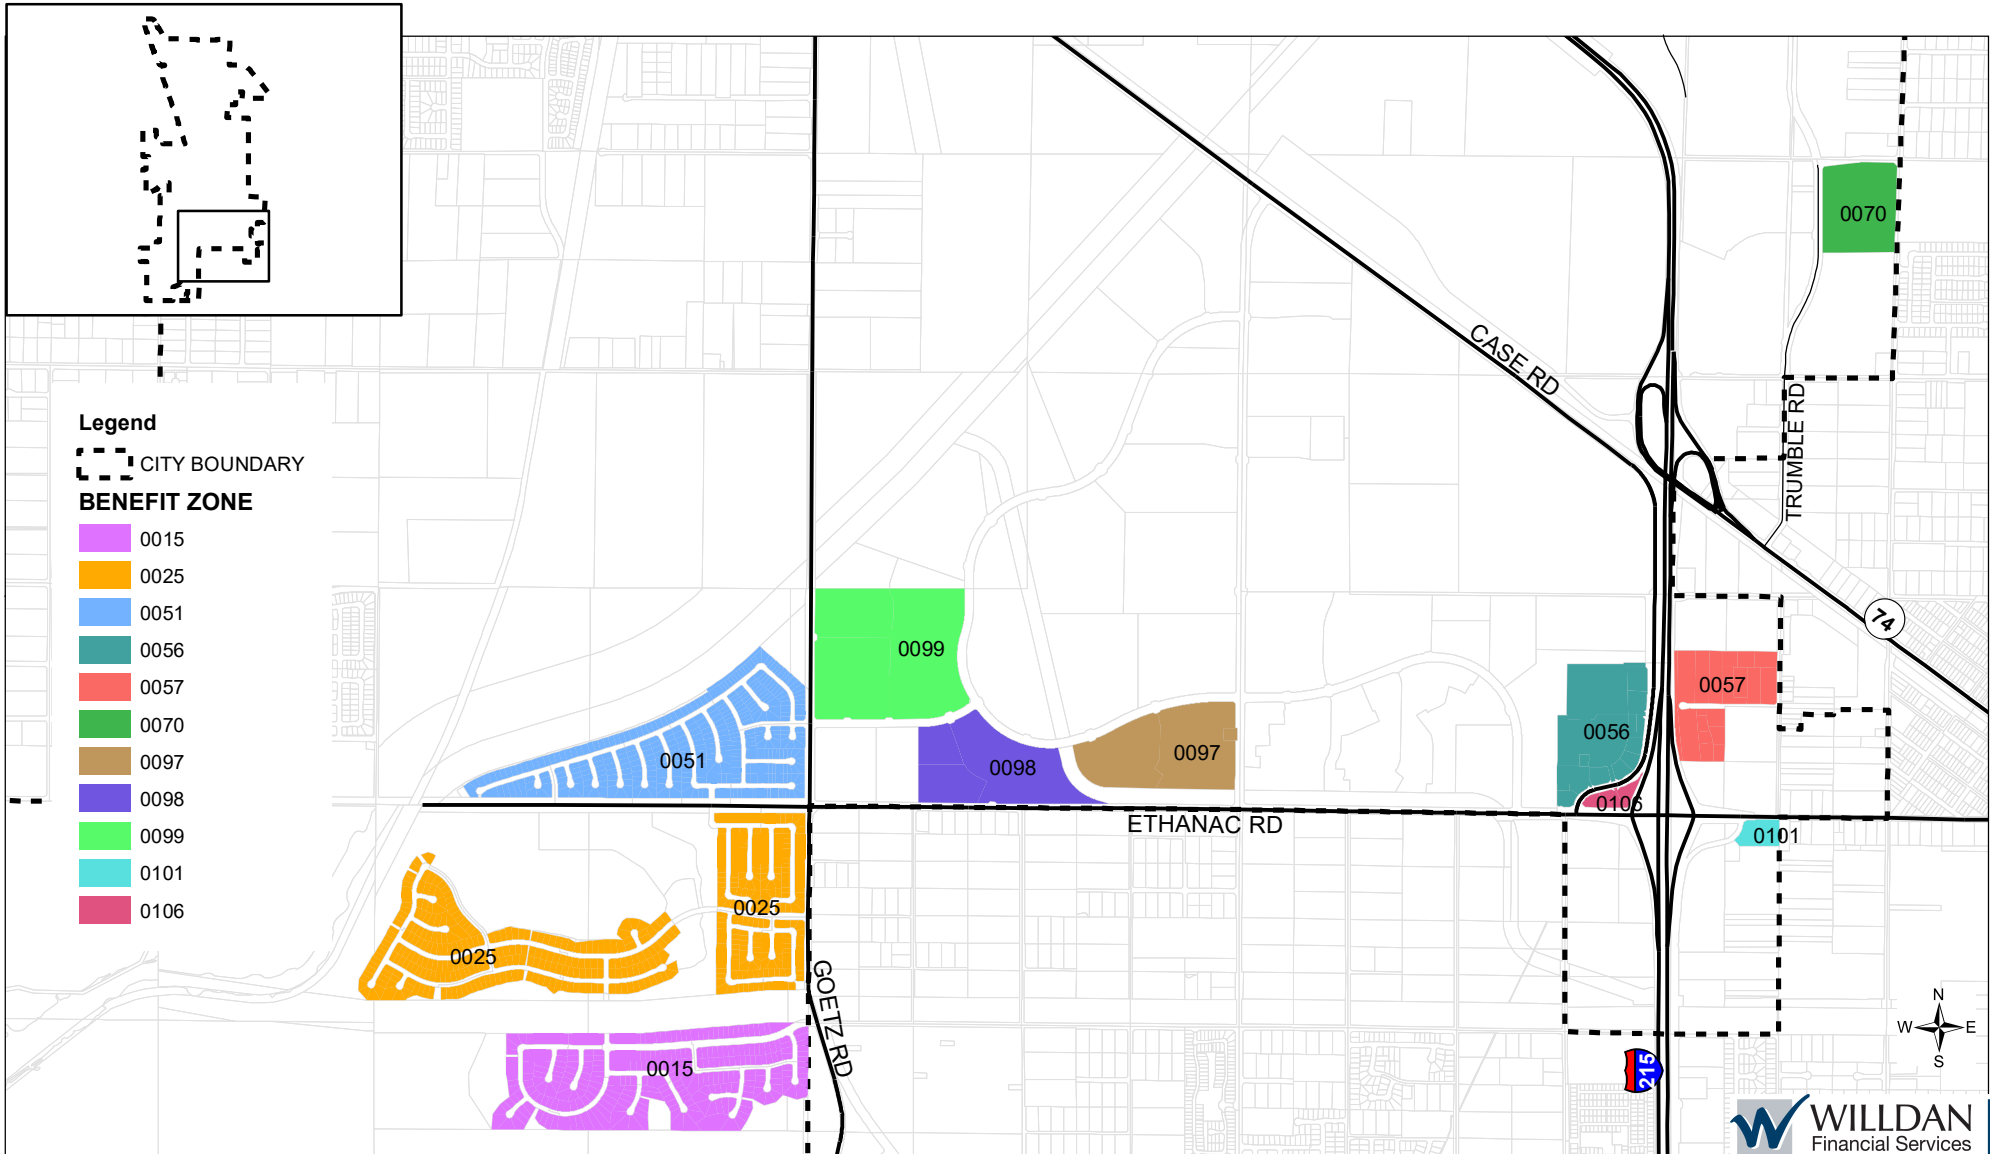 Legend
CITY BOUNDARY
BENEFIT ZONE
0015
0025
0051
0056
0057
0070
0097
0098
0099
0101
0106
0070
CASE RD
TRUMBLE RD
74
0099
0057
0056
0051
0098
0097
0106
ETHANAC RD
0101
0025
0025
GOETZ RD
0015
215
N
W
E
S
WILLDAN
Financial Services